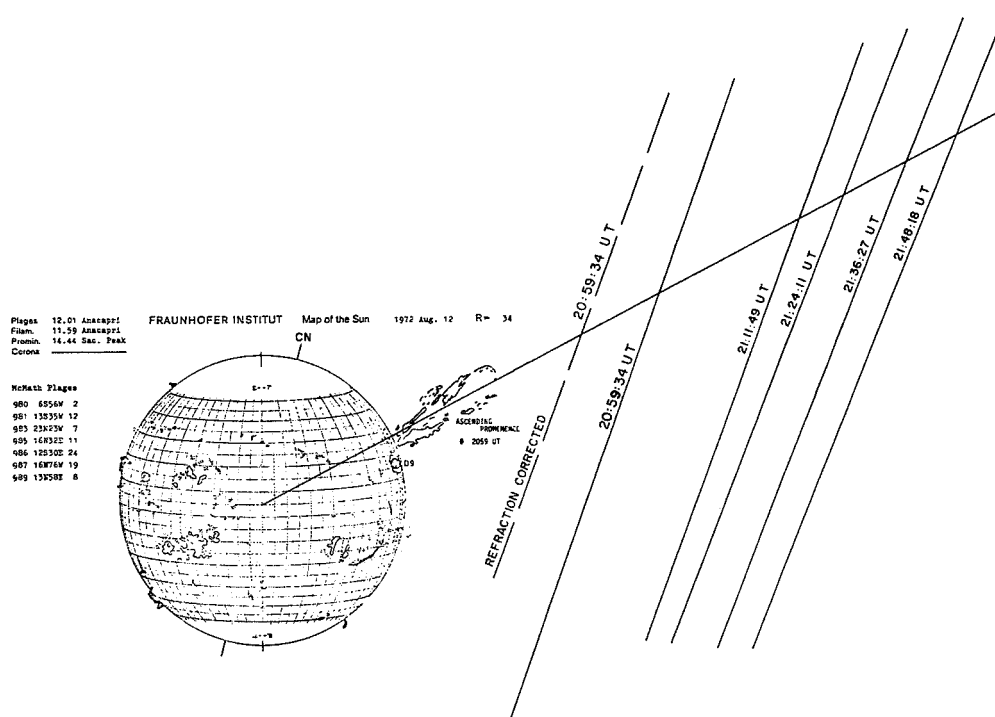 Plages 12.01 Anacapri
Filam. 11.59 Anacapri
Promin. 14.44 Sac. Peak
Corona
FRAUNHOFER INSTITUT Map of the Sun 1972 Aug. 12 R= 34
CN
McMath Plages
980 6S56W 2
981 13S35W 12
983 23N23W 7
985 16N32E 11
986 12S30E 24
987 16N76W 19
989 13N58E 8
ASCENDING
PROMINENCE
@ 2059 UT
D9
REFRACTION CORRECTED
20:59:34 UT
20:59:34 UT
21:11:49 UT
21:24:11 UT
21:36:27 UT
21:48:18 UT